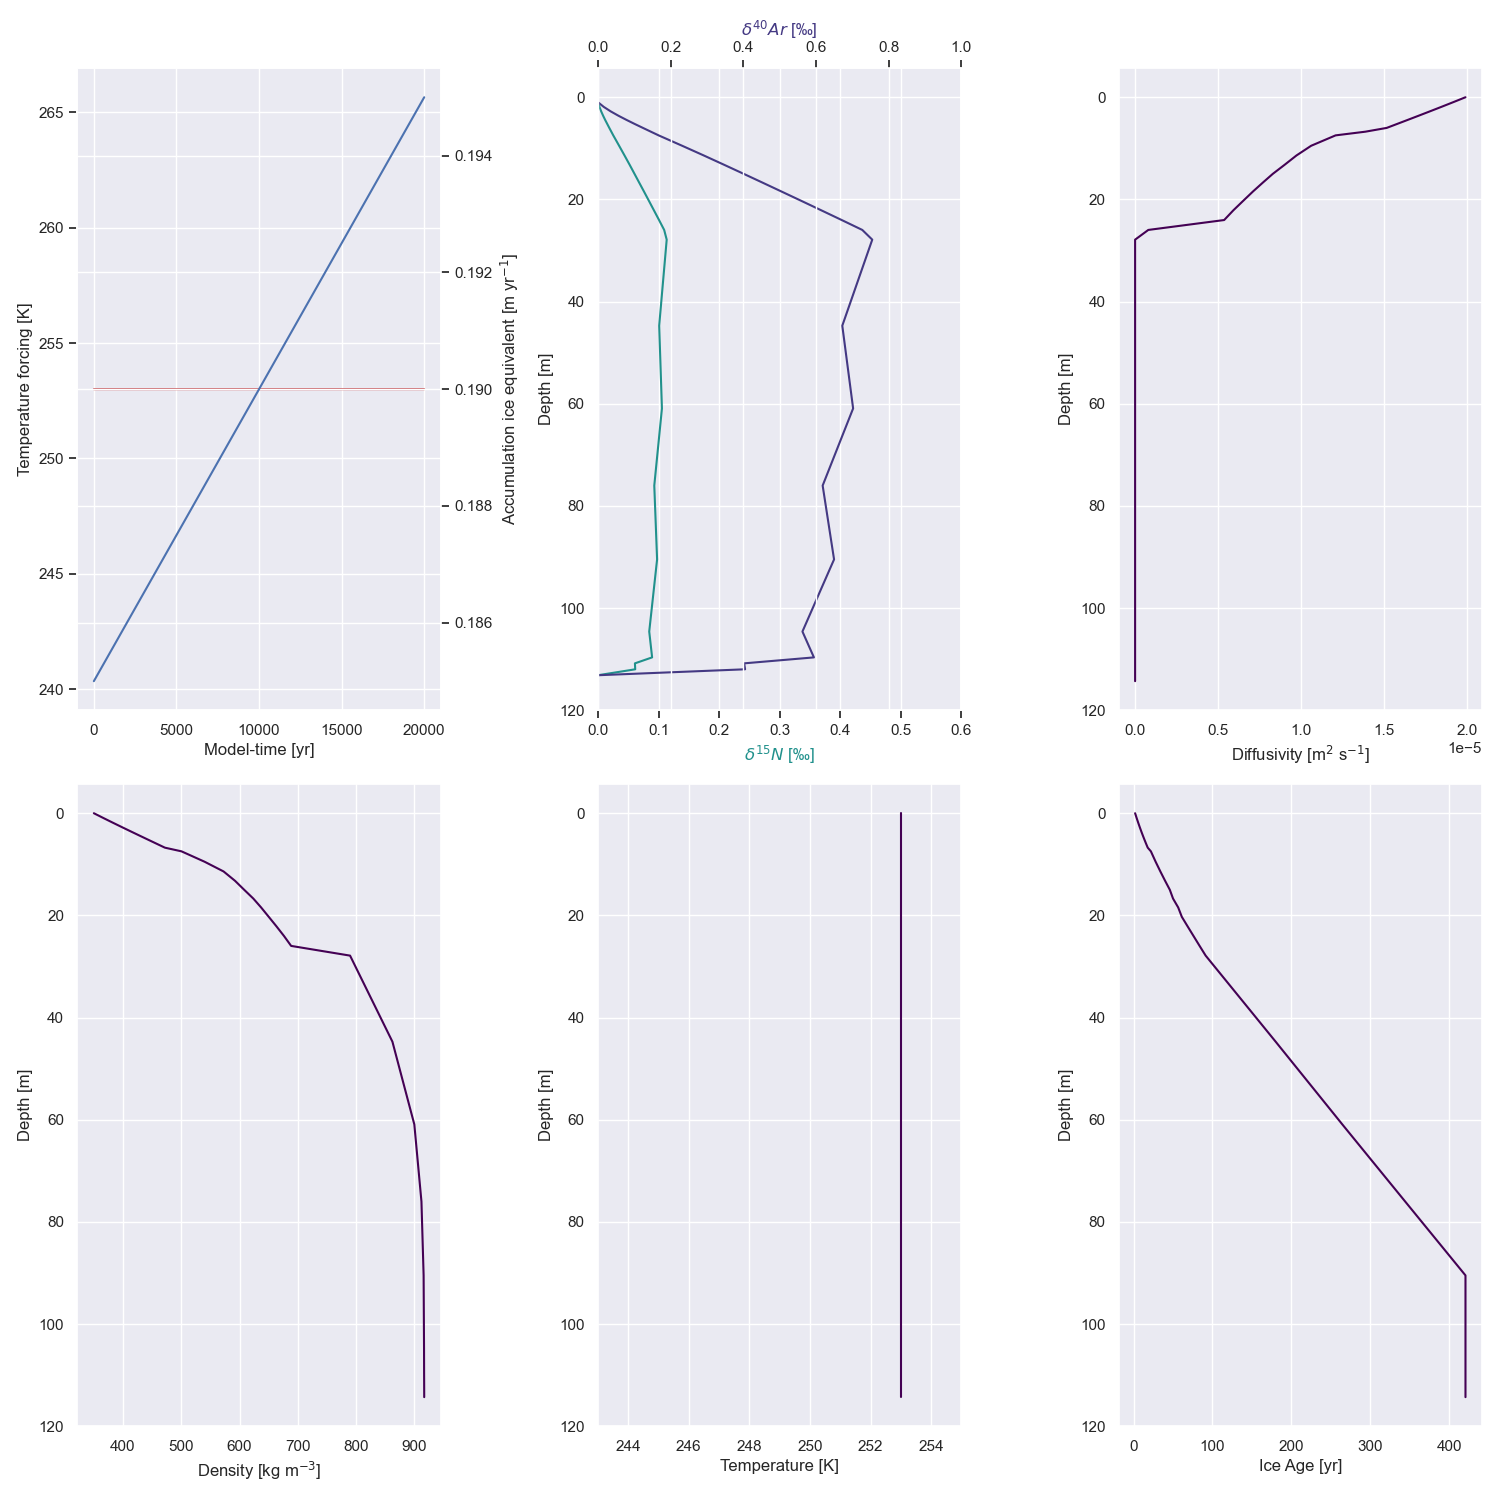 δ⁴⁰Ar [‰]
0.0 0.2 0.4 0.6 0.8 1.0
265
260
255
250
245
240
Temperature forcing [K]
0.194
0.192
0.190
0.188
0.186
Accumulation ice equivalent [m yr⁻¹]
0 5000 10000 15000 20000
Model-time [yr]
0
20
40
60
80
100
120
Depth [m]
0.0 0.1 0.2 0.3 0.4 0.5 0.6
δ¹⁵N [‰]
0
20
40
60
80
100
120
Depth [m]
0.0 0.5 1.0 1.5 2.0
1e−5
Diffusivity [m² s⁻¹]
0
20
40
60
80
100
120
Depth [m]
400 500 600 700 800 900
Density [kg m⁻³]
0
20
40
60
80
100
120
Depth [m]
244 246 248 250 252 254
Temperature [K]
0
20
40
60
80
100
120
Depth [m]
0 100 200 300 400
Ice Age [yr]